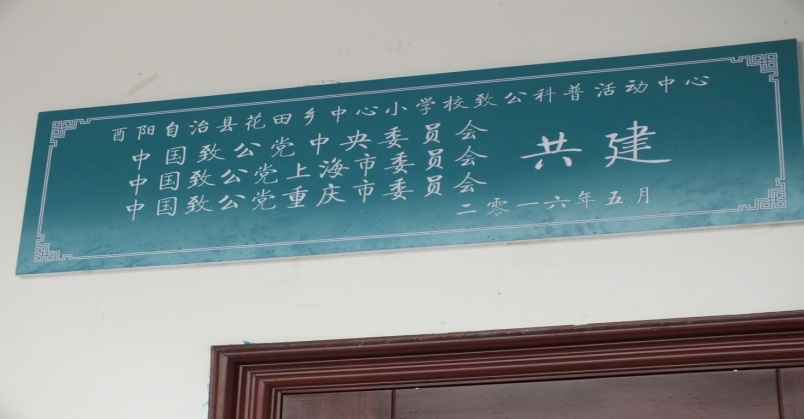 酉阳自治县花田乡中心小学校致公科普活动中心
中国致公党中央委员会
中国致公党上海市委员会
中国致公党重庆市委员会
共建
二零一六年五月